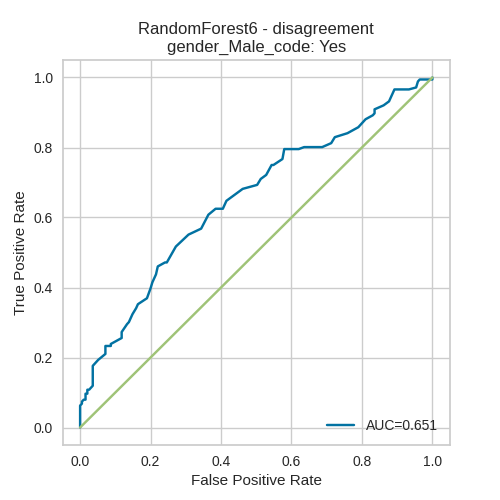 RandomForest6 - disagreement
gender_Male_code: Yes
True Positive Rate
1.0
0.8
0.6
0.4
0.2
0.0
AUC=0.651
0.0 0.2 0.4 0.6 0.8 1.0
False Positive Rate